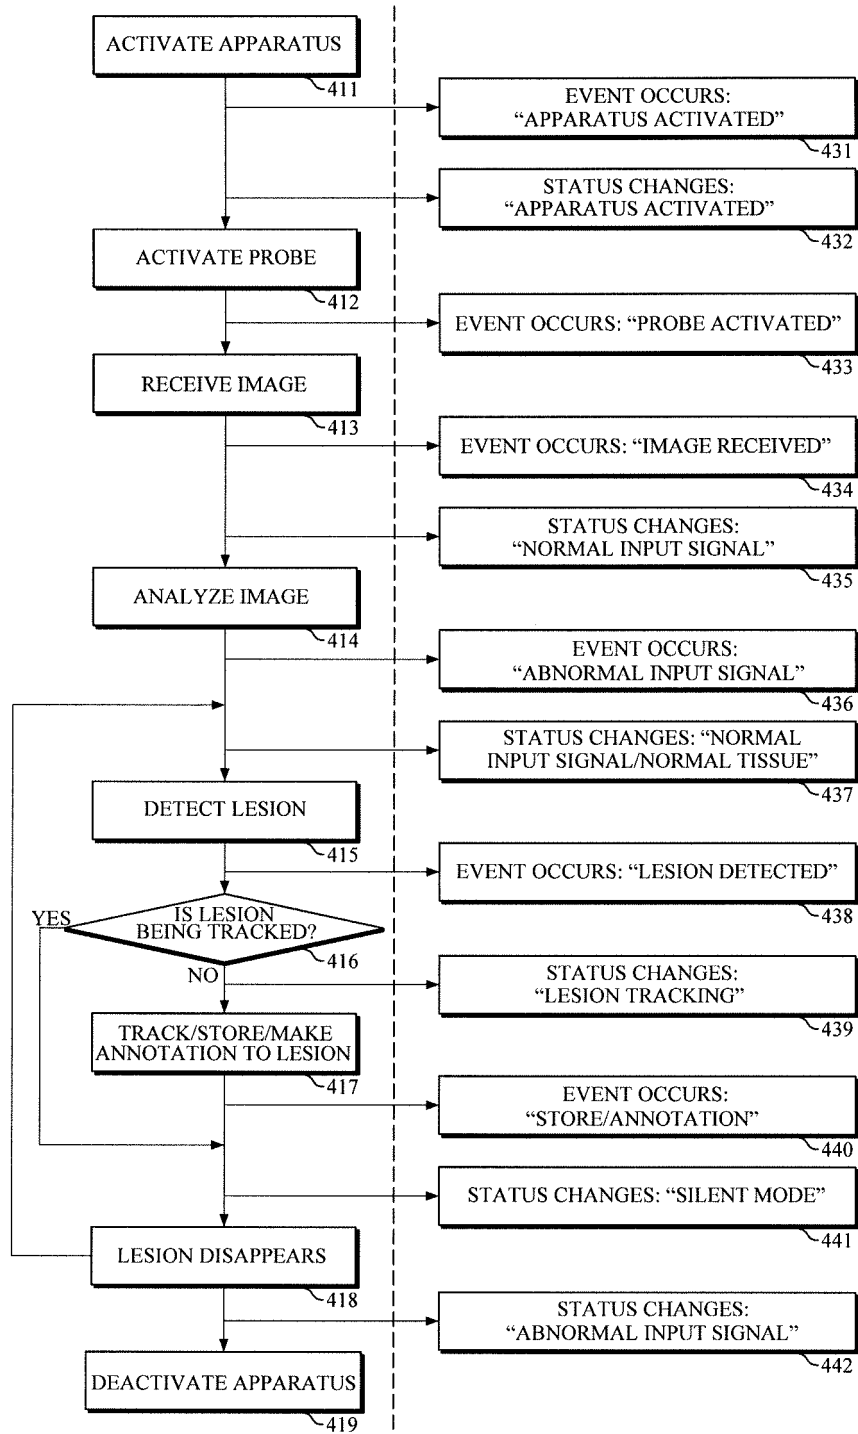 ACTIVATE APPARATUS
411
EVENT OCCURS:
“APPARATUS ACTIVATED”
431
STATUS CHANGES:
“APPARATUS ACTIVATED”
432
ACTIVATE PROBE
412
EVENT OCCURS: “PROBE ACTIVATED”
433
RECEIVE IMAGE
413
EVENT OCCURS: “IMAGE RECEIVED”
434
STATUS CHANGES:
“NORMAL INPUT SIGNAL”
435
ANALYZE IMAGE
414
EVENT OCCURS:
“ABNORMAL INPUT SIGNAL”
436
STATUS CHANGES: “NORMAL
INPUT SIGNAL/NORMAL TISSUE”
437
DETECT LESION
415
EVENT OCCURS: “LESION DETECTED”
438
YES
IS LESION
BEING TRACKED?
416
NO
STATUS CHANGES:
“LESION TRACKING”
439
TRACK/STORE/MAKE
ANNOTATION TO LESION
417
EVENT OCCURS:
“STORE/ANNOTATION”
440
STATUS CHANGES: “SILENT MODE”
441
LESION DISAPPEARS
418
STATUS CHANGES:
“ABNORMAL INPUT SIGNAL”
442
DEACTIVATE APPARATUS
419